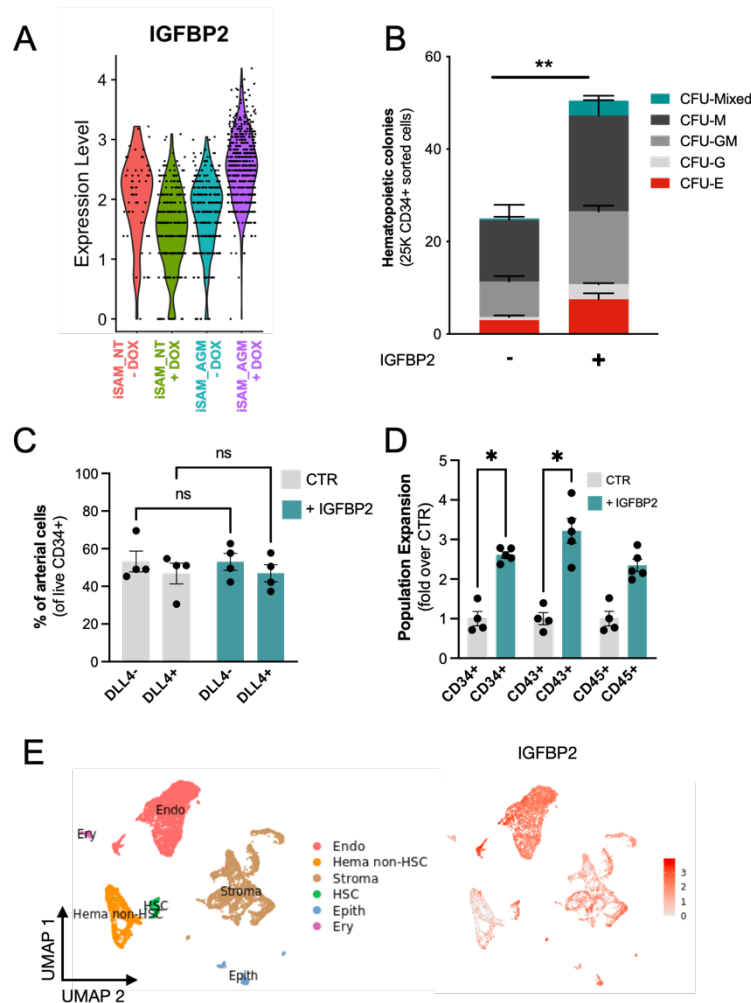 A
IGFBP2
Expression Level
4
3
2
1
0
iSAM_NT
- DOX
iSAM_NT
+ DOX
iSAM_AGM
- DOX
iSAM_AGM
+ DOX
B
Hematopoietic colonies
(25K CD34+ sorted cells)
60
40
20
0
**
CFU-Mixed
CFU-M
CFU-GM
CFU-G
CFU-E
IGFBP2 - +
C
% of arterial cells
(of live CD34+)
100
80
60
40
20
0
ns
ns
CTR
+ IGFBP2
DLL4-
DLL4+
DLL4-
DLL4+
D
Population Expansion
(fold over CTR)
5
4
3
2
1
0
*
*
CTR
+ IGFBP2
CD34+
CD34+
CD43+
CD43+
CD45+
CD45+
E
Endo
Ery
HSC
Hema non-HSC
Stroma
Epith
Endo
Hema non-HSC
Stroma
HSC
Epith
Ery
UMAP 1
UMAP 2
IGFBP2
3
2
1
0